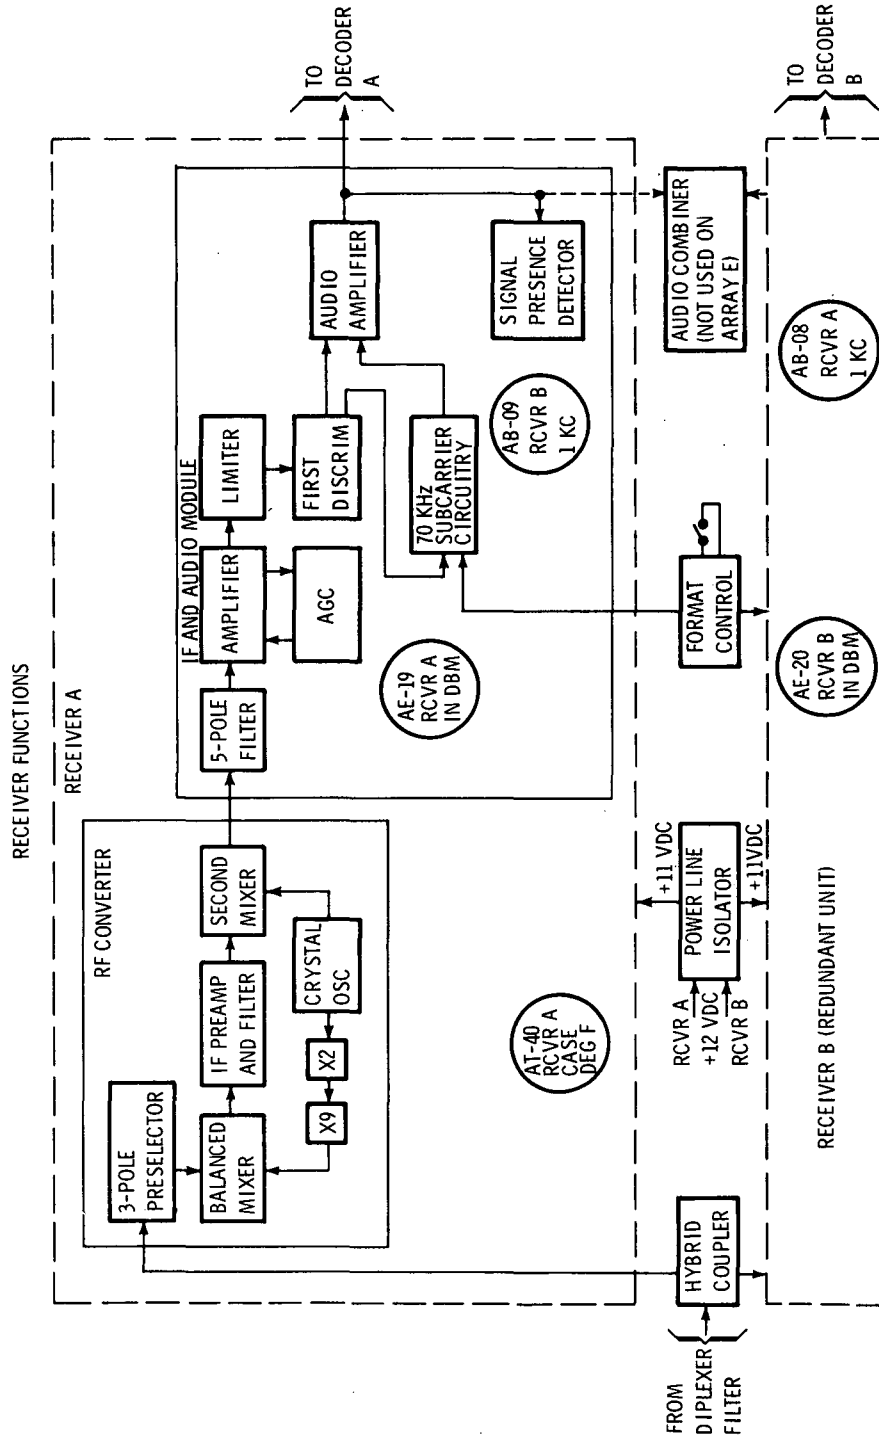 RECEIVER FUNCTIONS
RECEIVER A
RF CONVERTER
3-POLE
PRESELECTOR
BALANCED
MIXER
IF PREAMP
AND FILTER
SECOND
MIXER
X9
X2
CRYSTAL
OSC
AT-40
RCVR A
CASE
DEG F
IF AND AUDIO MODULE
5-POLE
FILTER
AMPLIFIER
LIMITER
AGC
FIRST
DISCRIM
AUDIO
AMPLIFIER
70 KHz
SUBCARRIER
CIRCUITRY
AE-19
RCVR A
IN DBM
AB-09
RCVR B
1 KC
SIGNAL
PRESENCE
DETECTOR
TO
DECODER
A
FROM
DIPLEXER
FILTER
HYBRID
COUPLER
RCVR A
+12 VDC
RCVR B
POWER LINE
ISOLATOR
+11 VDC
+11VDC
FORMAT
CONTROL
AUDIO COMBINER
(NOT USED ON
ARRAY E)
RECEIVER B (REDUNDANT UNIT)
AE-20
RCVR B
IN DBM
AB-08
RCVR A
1 KC
TO
DECODER
B